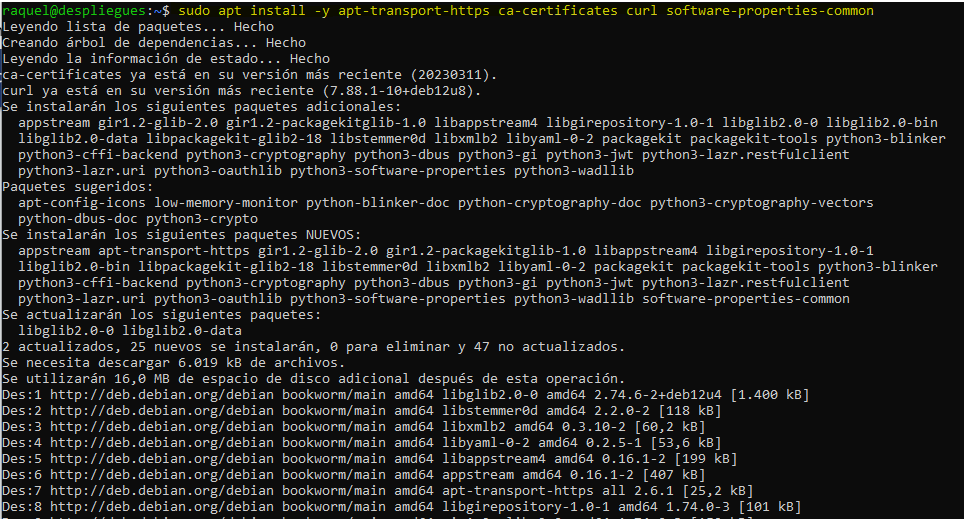 raquel@despliegues:~$ sudo apt install -y apt-transport-https ca-certificates curl software-properties-common
Leyendo lista de paquetes... Hecho
Creando árbol de dependencias... Hecho
Leyendo la información de estado... Hecho
ca-certificates ya está en su versión más reciente (20230311).
curl ya está en su versión más reciente (7.88.1-10+deb12u8).
Se instalarán los siguientes paquetes adicionales:
  appstream gir1.2-glib-2.0 gir1.2-packagekitglib-1.0 libappstream4 libgirepository-1.0-1 libglib2.0-0 libglib2.0-bin
  libglib2.0-data libpackagekit-glib2-18 libstemmer0d libxmlb2 libyaml-0-2 packagekit packagekit-tools python3-blinker
  python3-cffi-backend python3-cryptography python3-dbus python3-gi python3-jwt python3-lazr.restfulclient
  python3-lazr.uri python3-oauthlib python3-software-properties python3-wadllib
Paquetes sugeridos:
  apt-config-icons low-memory-monitor python-blinker-doc python-cryptography-doc python3-cryptography-vectors
  python-dbus-doc python3-crypto
Se instalarán los siguientes paquetes NUEVOS:
  appstream apt-transport-https gir1.2-glib-2.0 gir1.2-packagekitglib-1.0 libappstream4 libgirepository-1.0-1
  libglib2.0-bin libpackagekit-glib2-18 libstemmer0d libxmlb2 libyaml-0-2 packagekit packagekit-tools python3-blinker
  python3-cffi-backend python3-cryptography python3-dbus python3-gi python3-jwt python3-lazr.restfulclient
  python3-lazr.uri python3-oauthlib python3-software-properties python3-wadllib software-properties-common
Se actualizarán los siguientes paquetes:
  libglib2.0-0 libglib2.0-data
2 actualizados, 25 nuevos se instalarán, 0 para eliminar y 47 no actualizados.
Se necesita descargar 6.019 kB de archivos.
Se utilizarán 16,0 MB de espacio de disco adicional después de esta operación.
Des:1 http://deb.debian.org/debian bookworm/main amd64 libglib2.0-0 amd64 2.74.6-2+deb12u4 [1.400 kB]
Des:2 http://deb.debian.org/debian bookworm/main amd64 libstemmer0d amd64 2.2.0-2 [118 kB]
Des:3 http://deb.debian.org/debian bookworm/main amd64 libxmlb2 amd64 0.3.10-2 [60,2 kB]
Des:4 http://deb.debian.org/debian bookworm/main amd64 libyaml-0-2 amd64 0.2.5-1 [53,6 kB]
Des:5 http://deb.debian.org/debian bookworm/main amd64 libappstream4 amd64 0.16.1-2 [199 kB]
Des:6 http://deb.debian.org/debian bookworm/main amd64 appstream amd64 0.16.1-2 [407 kB]
Des:7 http://deb.debian.org/debian bookworm/main amd64 apt-transport-https all 2.6.1 [25,2 kB]
Des:8 http://deb.debian.org/debian bookworm/main amd64 libgirepository-1.0-1 amd64 1.74.0-3 [101 kB]